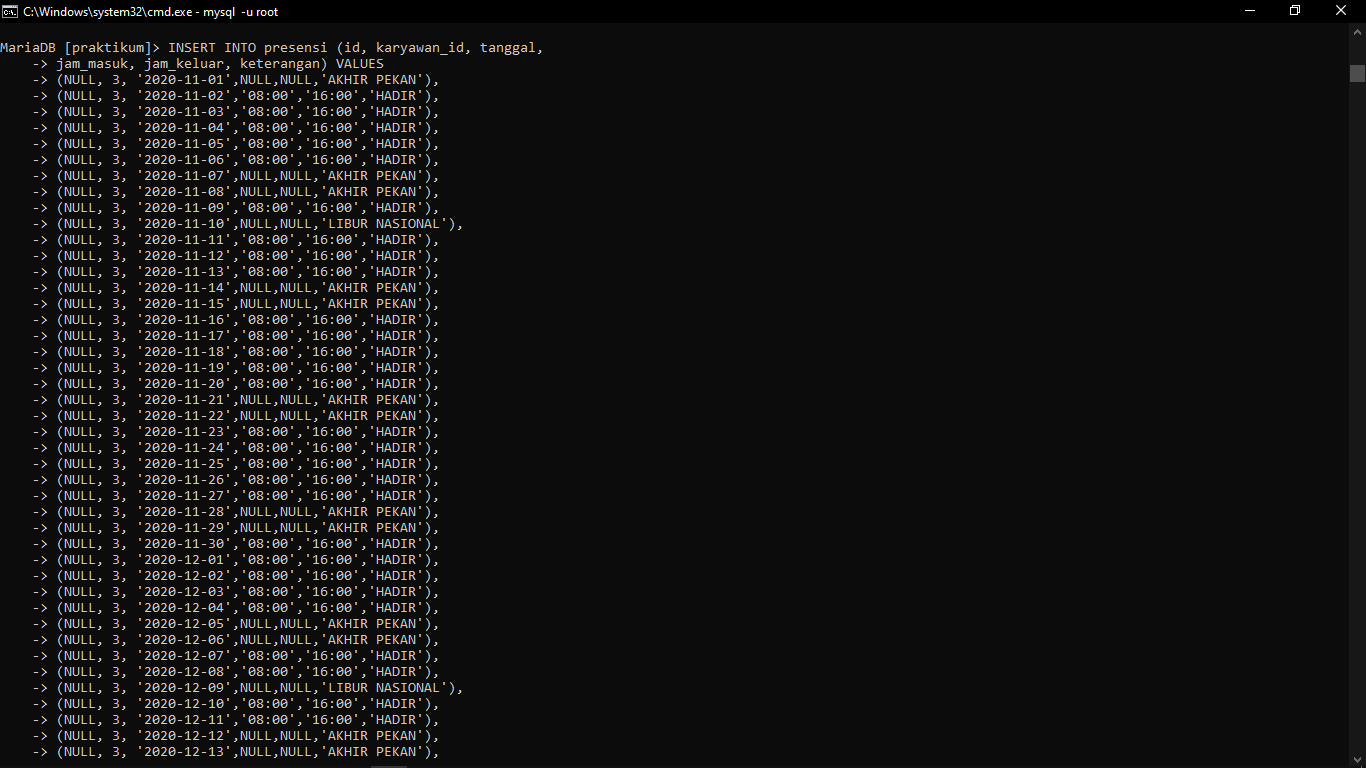 C:\Windows\system32\cmd.exe - mysql -u root
MariaDB [praktikum]> INSERT INTO presensi (id, karyawan_id, tanggal,
    -> jam_masuk, jam_keluar, keterangan) VALUES
    -> (NULL, 3, '2020-11-01',NULL,NULL,'AKHIR PEKAN'),
    -> (NULL, 3, '2020-11-02','08:00','16:00','HADIR'),
    -> (NULL, 3, '2020-11-03','08:00','16:00','HADIR'),
    -> (NULL, 3, '2020-11-04','08:00','16:00','HADIR'),
    -> (NULL, 3, '2020-11-05','08:00','16:00','HADIR'),
    -> (NULL, 3, '2020-11-06','08:00','16:00','HADIR'),
    -> (NULL, 3, '2020-11-07',NULL,NULL,'AKHIR PEKAN'),
    -> (NULL, 3, '2020-11-08',NULL,NULL,'AKHIR PEKAN'),
    -> (NULL, 3, '2020-11-09','08:00','16:00','HADIR'),
    -> (NULL, 3, '2020-11-10',NULL,NULL,'LIBUR NASIONAL'),
    -> (NULL, 3, '2020-11-11','08:00','16:00','HADIR'),
    -> (NULL, 3, '2020-11-12','08:00','16:00','HADIR'),
    -> (NULL, 3, '2020-11-13','08:00','16:00','HADIR'),
    -> (NULL, 3, '2020-11-14',NULL,NULL,'AKHIR PEKAN'),
    -> (NULL, 3, '2020-11-15',NULL,NULL,'AKHIR PEKAN'),
    -> (NULL, 3, '2020-11-16','08:00','16:00','HADIR'),
    -> (NULL, 3, '2020-11-17','08:00','16:00','HADIR'),
    -> (NULL, 3, '2020-11-18','08:00','16:00','HADIR'),
    -> (NULL, 3, '2020-11-19','08:00','16:00','HADIR'),
    -> (NULL, 3, '2020-11-20','08:00','16:00','HADIR'),
    -> (NULL, 3, '2020-11-21',NULL,NULL,'AKHIR PEKAN'),
    -> (NULL, 3, '2020-11-22',NULL,NULL,'AKHIR PEKAN'),
    -> (NULL, 3, '2020-11-23','08:00','16:00','HADIR'),
    -> (NULL, 3, '2020-11-24','08:00','16:00','HADIR'),
    -> (NULL, 3, '2020-11-25','08:00','16:00','HADIR'),
    -> (NULL, 3, '2020-11-26','08:00','16:00','HADIR'),
    -> (NULL, 3, '2020-11-27','08:00','16:00','HADIR'),
    -> (NULL, 3, '2020-11-28',NULL,NULL,'AKHIR PEKAN'),
    -> (NULL, 3, '2020-11-29',NULL,NULL,'AKHIR PEKAN'),
    -> (NULL, 3, '2020-11-30','08:00','16:00','HADIR'),
    -> (NULL, 3, '2020-12-01','08:00','16:00','HADIR'),
    -> (NULL, 3, '2020-12-02','08:00','16:00','HADIR'),
    -> (NULL, 3, '2020-12-03','08:00','16:00','HADIR'),
    -> (NULL, 3, '2020-12-04','08:00','16:00','HADIR'),
    -> (NULL, 3, '2020-12-05',NULL,NULL,'AKHIR PEKAN'),
    -> (NULL, 3, '2020-12-06',NULL,NULL,'AKHIR PEKAN'),
    -> (NULL, 3, '2020-12-07','08:00','16:00','HADIR'),
    -> (NULL, 3, '2020-12-08','08:00','16:00','HADIR'),
    -> (NULL, 3, '2020-12-09',NULL,NULL,'LIBUR NASIONAL'),
    -> (NULL, 3, '2020-12-10','08:00','16:00','HADIR'),
    -> (NULL, 3, '2020-12-11','08:00','16:00','HADIR'),
    -> (NULL, 3, '2020-12-12',NULL,NULL,'AKHIR PEKAN'),
    -> (NULL, 3, '2020-12-13',NULL,NULL,'AKHIR PEKAN'),